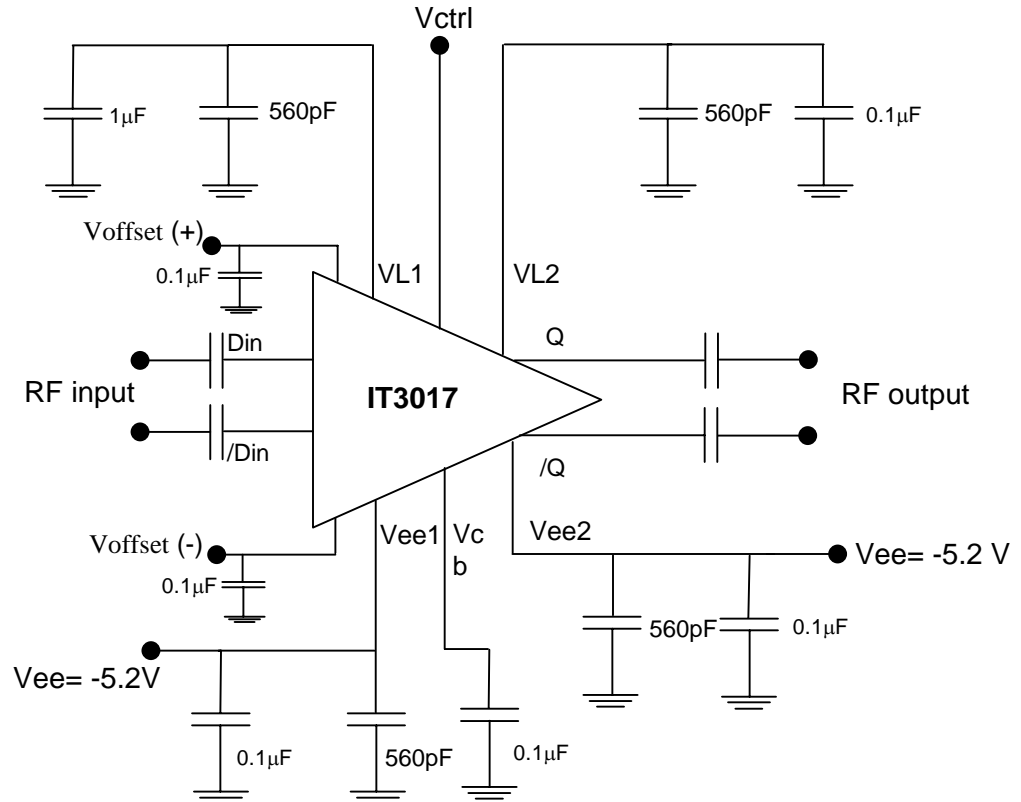 Vctrl
1μF
560pF
560pF
0.1μF
Voffset (+)
0.1μF
VL1
VL2
Din
Q
RF input
IT3017
RF output
/Din
/Q
Voffset (-)
Vee1
Vc
b
Vee2
Vee= -5.2 V
0.1μF
560pF
0.1μF
Vee= -5.2V
0.1μF
560pF
0.1μF